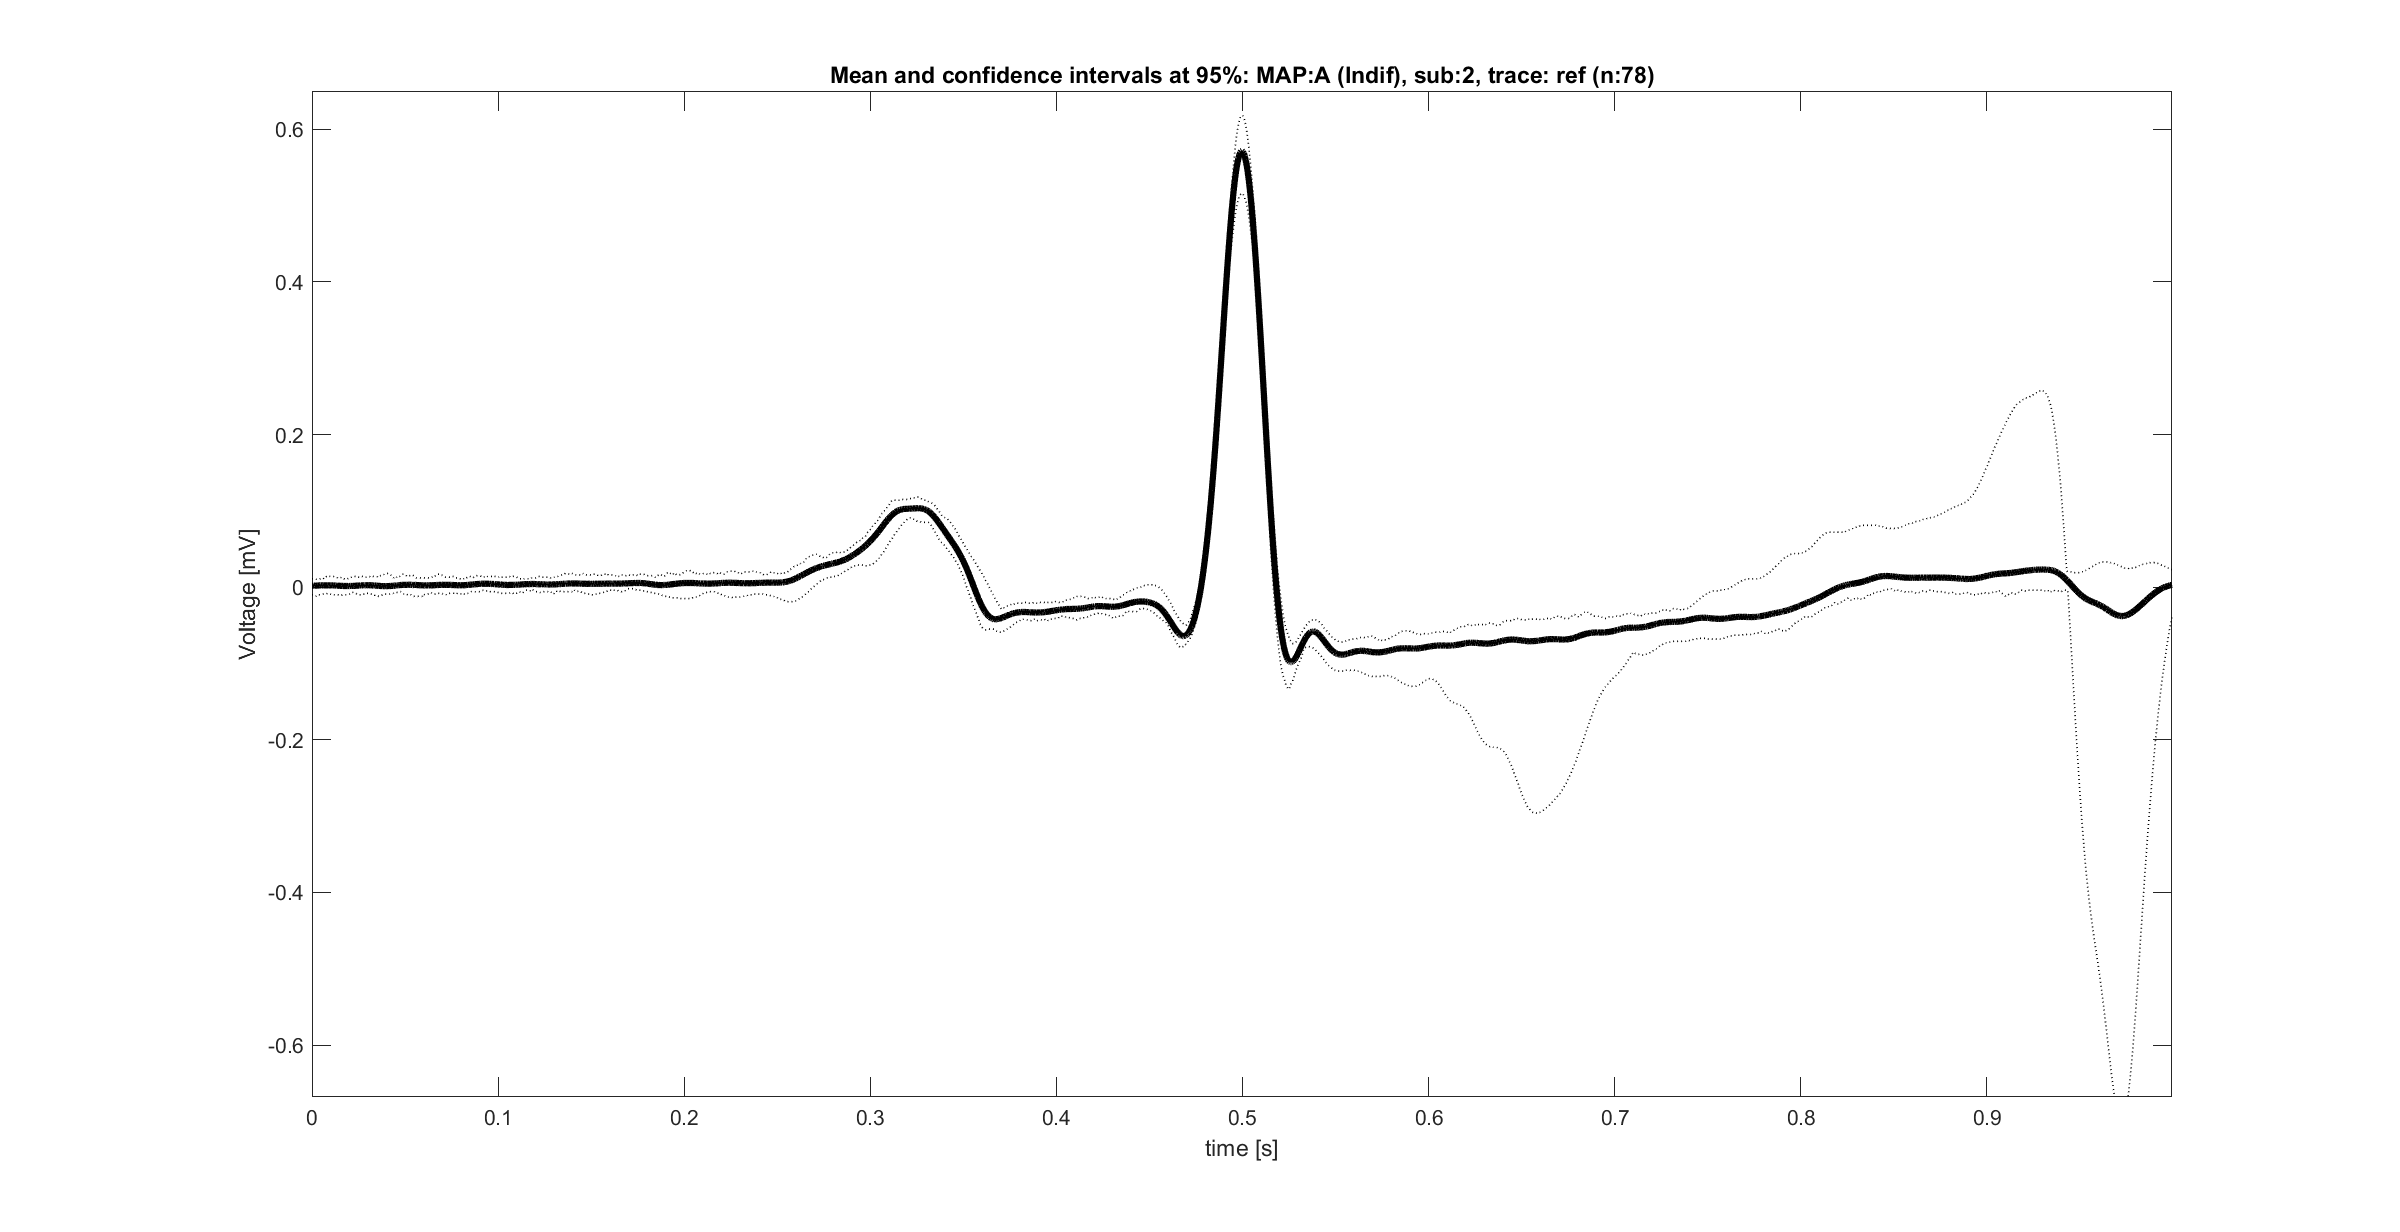 Mean and confidence intervals at 95%: MAP:A (Indif), sub:2, trace: ref (n:78)
0.6
0.4
0.2
0
-0.2
-0.4
-0.6
Voltage [mV]
0 0.1 0.2 0.3 0.4 0.5 0.6 0.7 0.8 0.9
time [s]